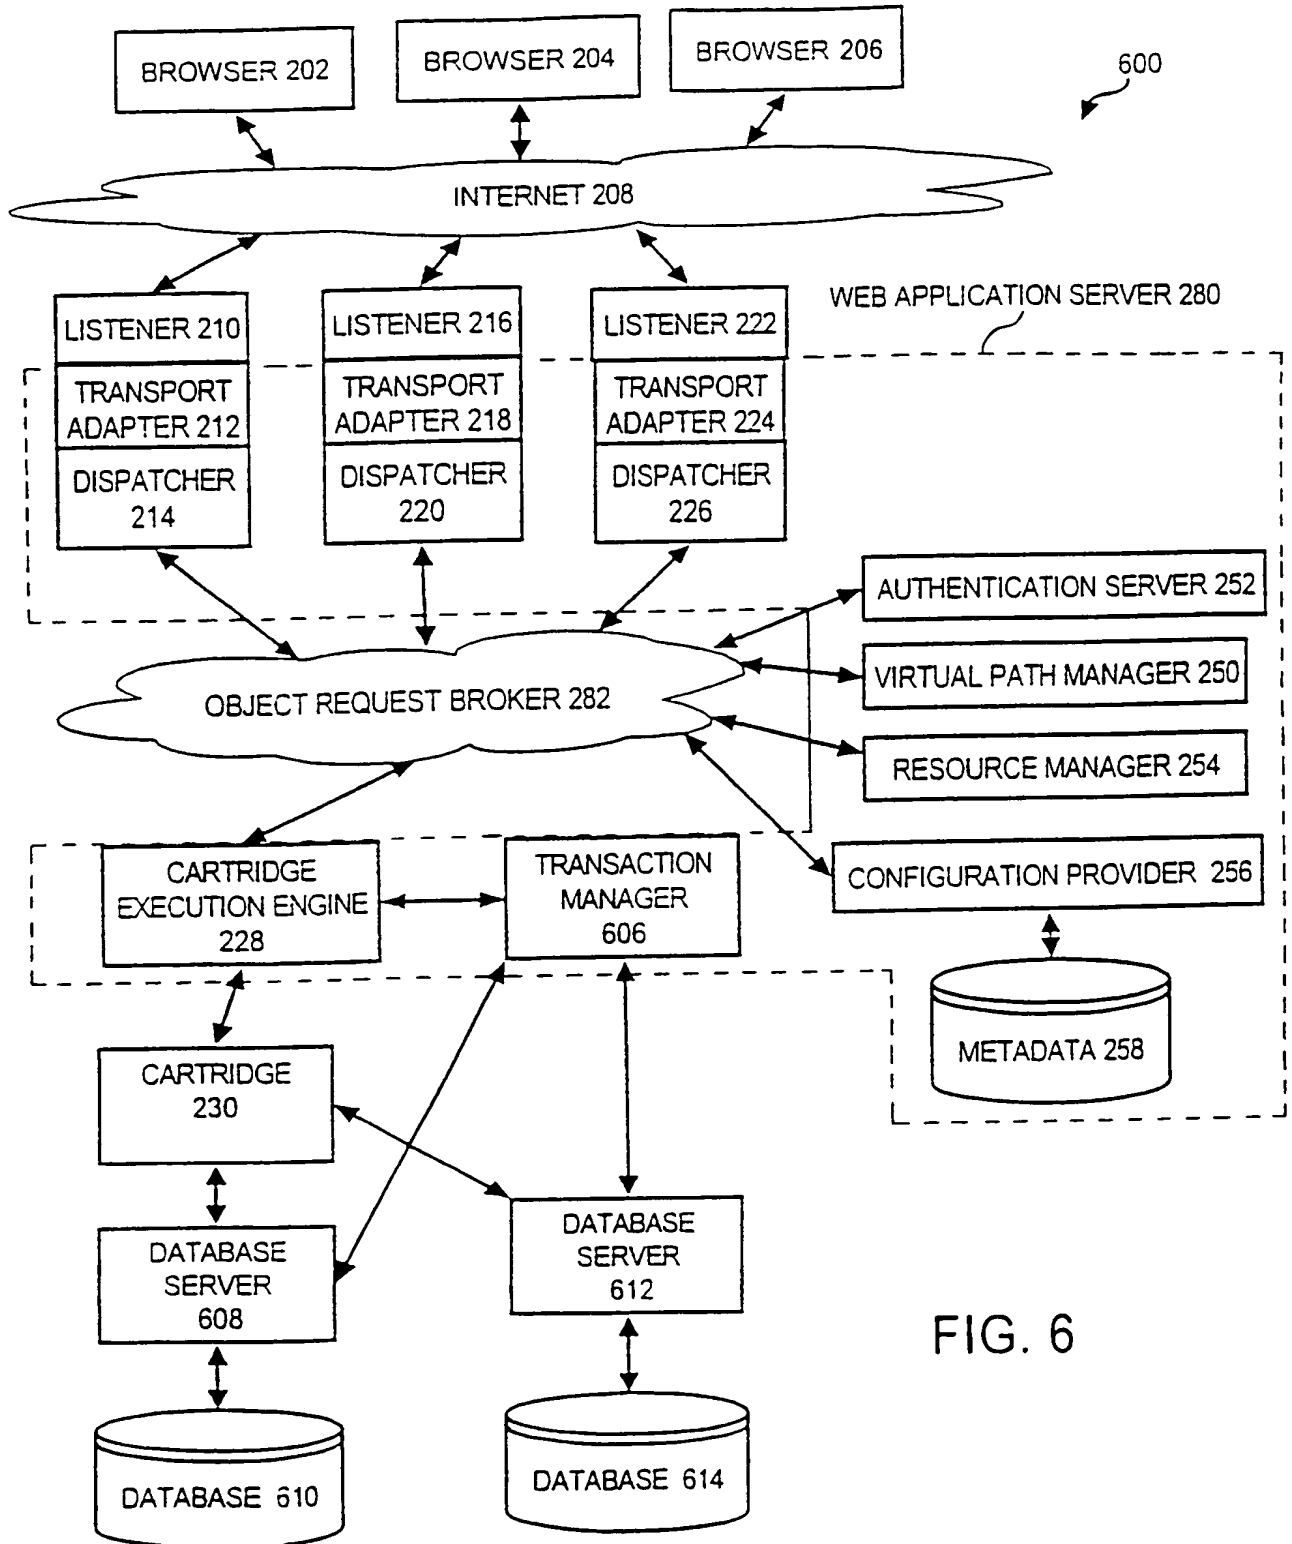 BROWSER 202
BROWSER 204
BROWSER 206
600
INTERNET 208
WEB APPLICATION SERVER 280
LISTENER 210
LISTENER 216
LISTENER 222
TRANSPORT
ADAPTER 212
TRANSPORT
ADAPTER 218
TRANSPORT
ADAPTER 224
DISPATCHER
214
DISPATCHER
220
DISPATCHER
226
AUTHENTICATION SERVER 252
VIRTUAL PATH MANAGER 250
OBJECT REQUEST BROKER 282
RESOURCE MANAGER 254
CARTRIDGE
EXECUTION ENGINE
228
TRANSACTION
MANAGER
606
CONFIGURATION PROVIDER 256
METADATA 258
CARTRIDGE
230
DATABASE
SERVER
608
DATABASE
SERVER
612
FIG. 6
DATABASE 610
DATABASE 614